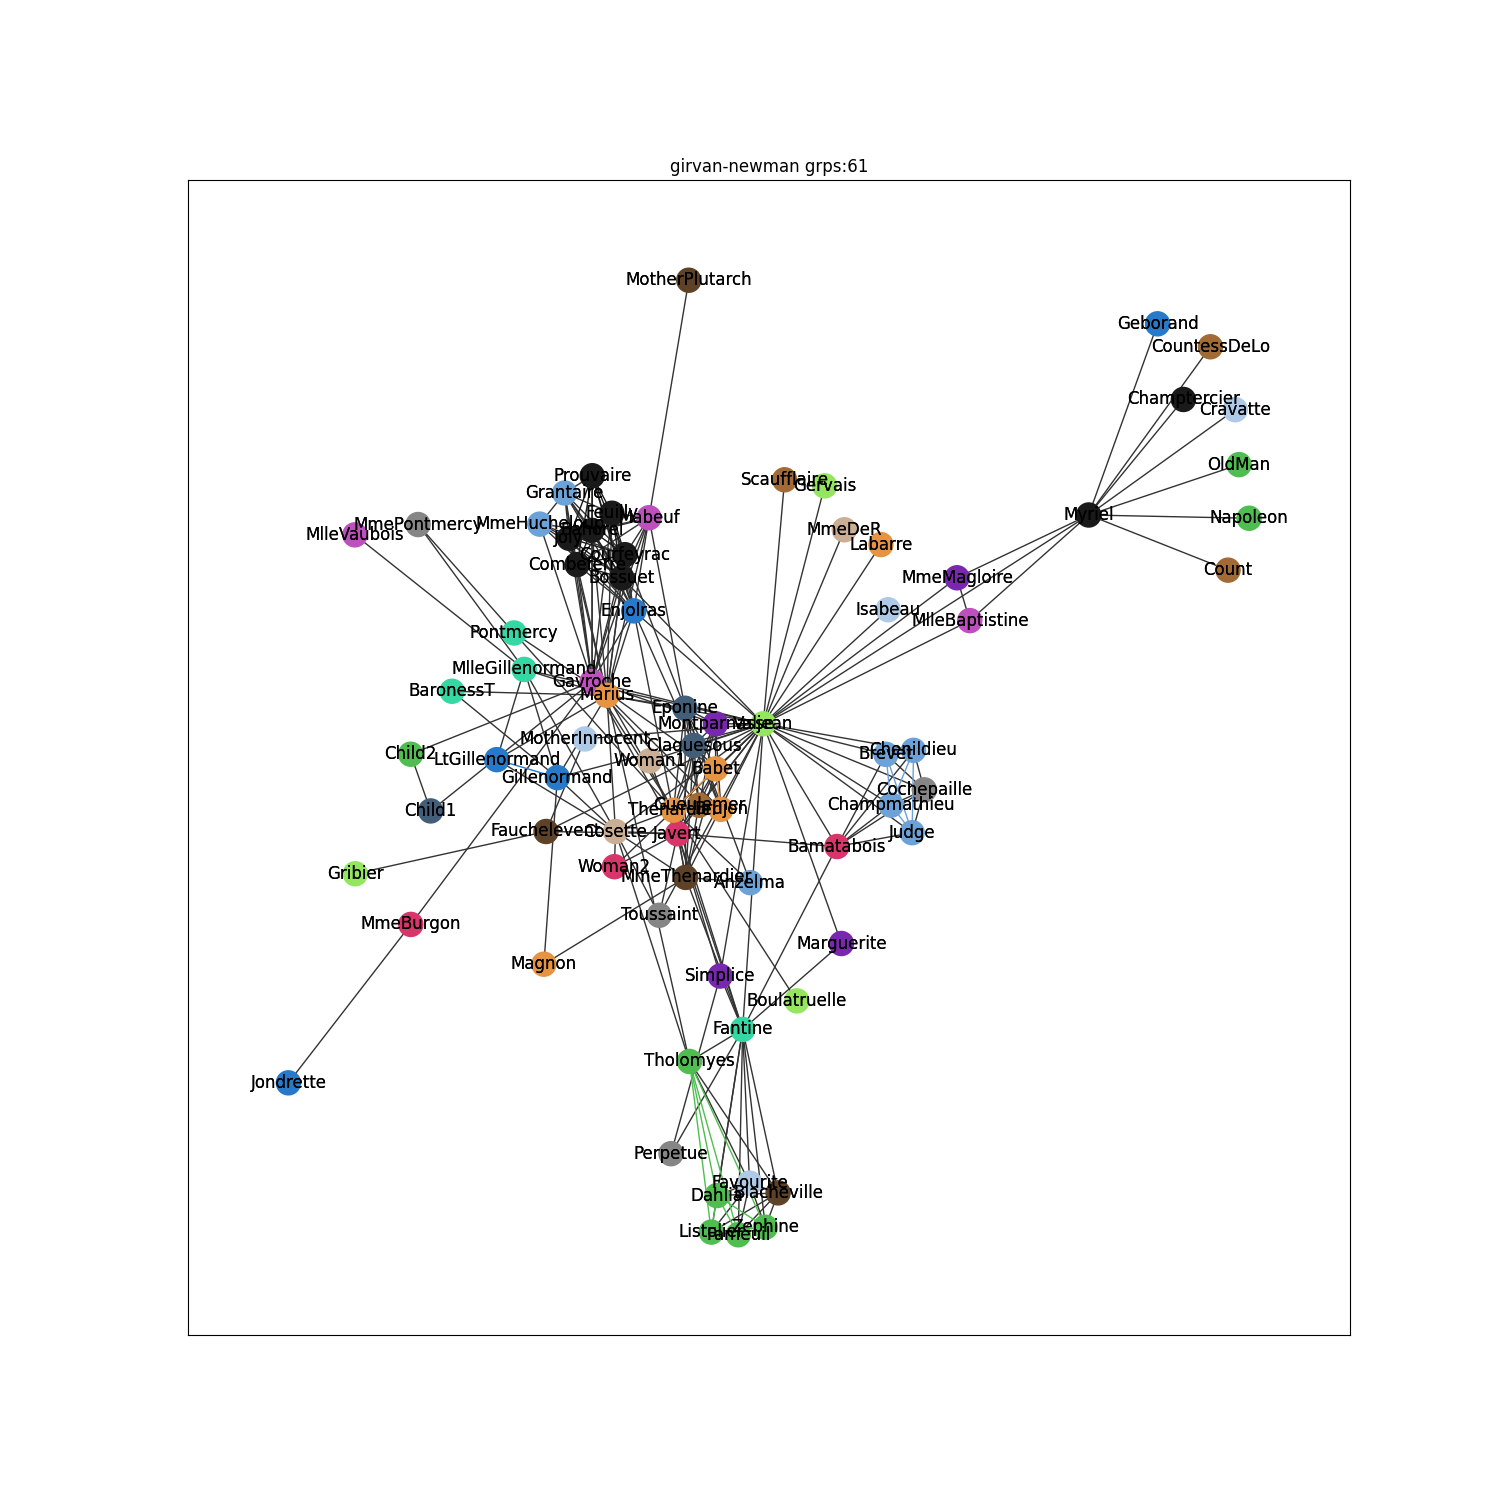 girvan-newman grps:61
MotherPlutarch
Geborand
CountessDeLo
Champtercier
Cravatte
OldMan
Napoleon
Count
Myriel
Prouvaire
Grantaire
Scaufflaire
Gervais
MlleVaubois
MmePontmercy
MmeHucheloup
Feuilly
Mabeuf
Joly
Courfeyrac
Combeferre
Bossuet
MmeDeR
Labarre
MmeMagloire
Isabeau
MlleBaptistine
Enjolras
Pontmercy
MlleGillenormand
BaronessT
Gavroche
Marius
Eponine
Montparnasse
Valjean
MotherInnocent
Claquesous
Child2
LtGillenormand
Woman1
Babet
Gillenormand
Brevet
Chenildieu
Cochepaille
Champmathieu
Judge
Child1
Thenardier
Gueulemer
Brujon
Fauchelevent
Cosette
Javert
Bamatabois
Gribier
Woman2
MmeThenardier
Anzelma
Toussaint
MmeBurgon
Marguerite
Magnon
Simplice
Boulatruelle
Fantine
Tholomyes
Jondrette
Perpetue
Favourite
Dahlia
Blacheville
Listolier
Fameuil
Zephine